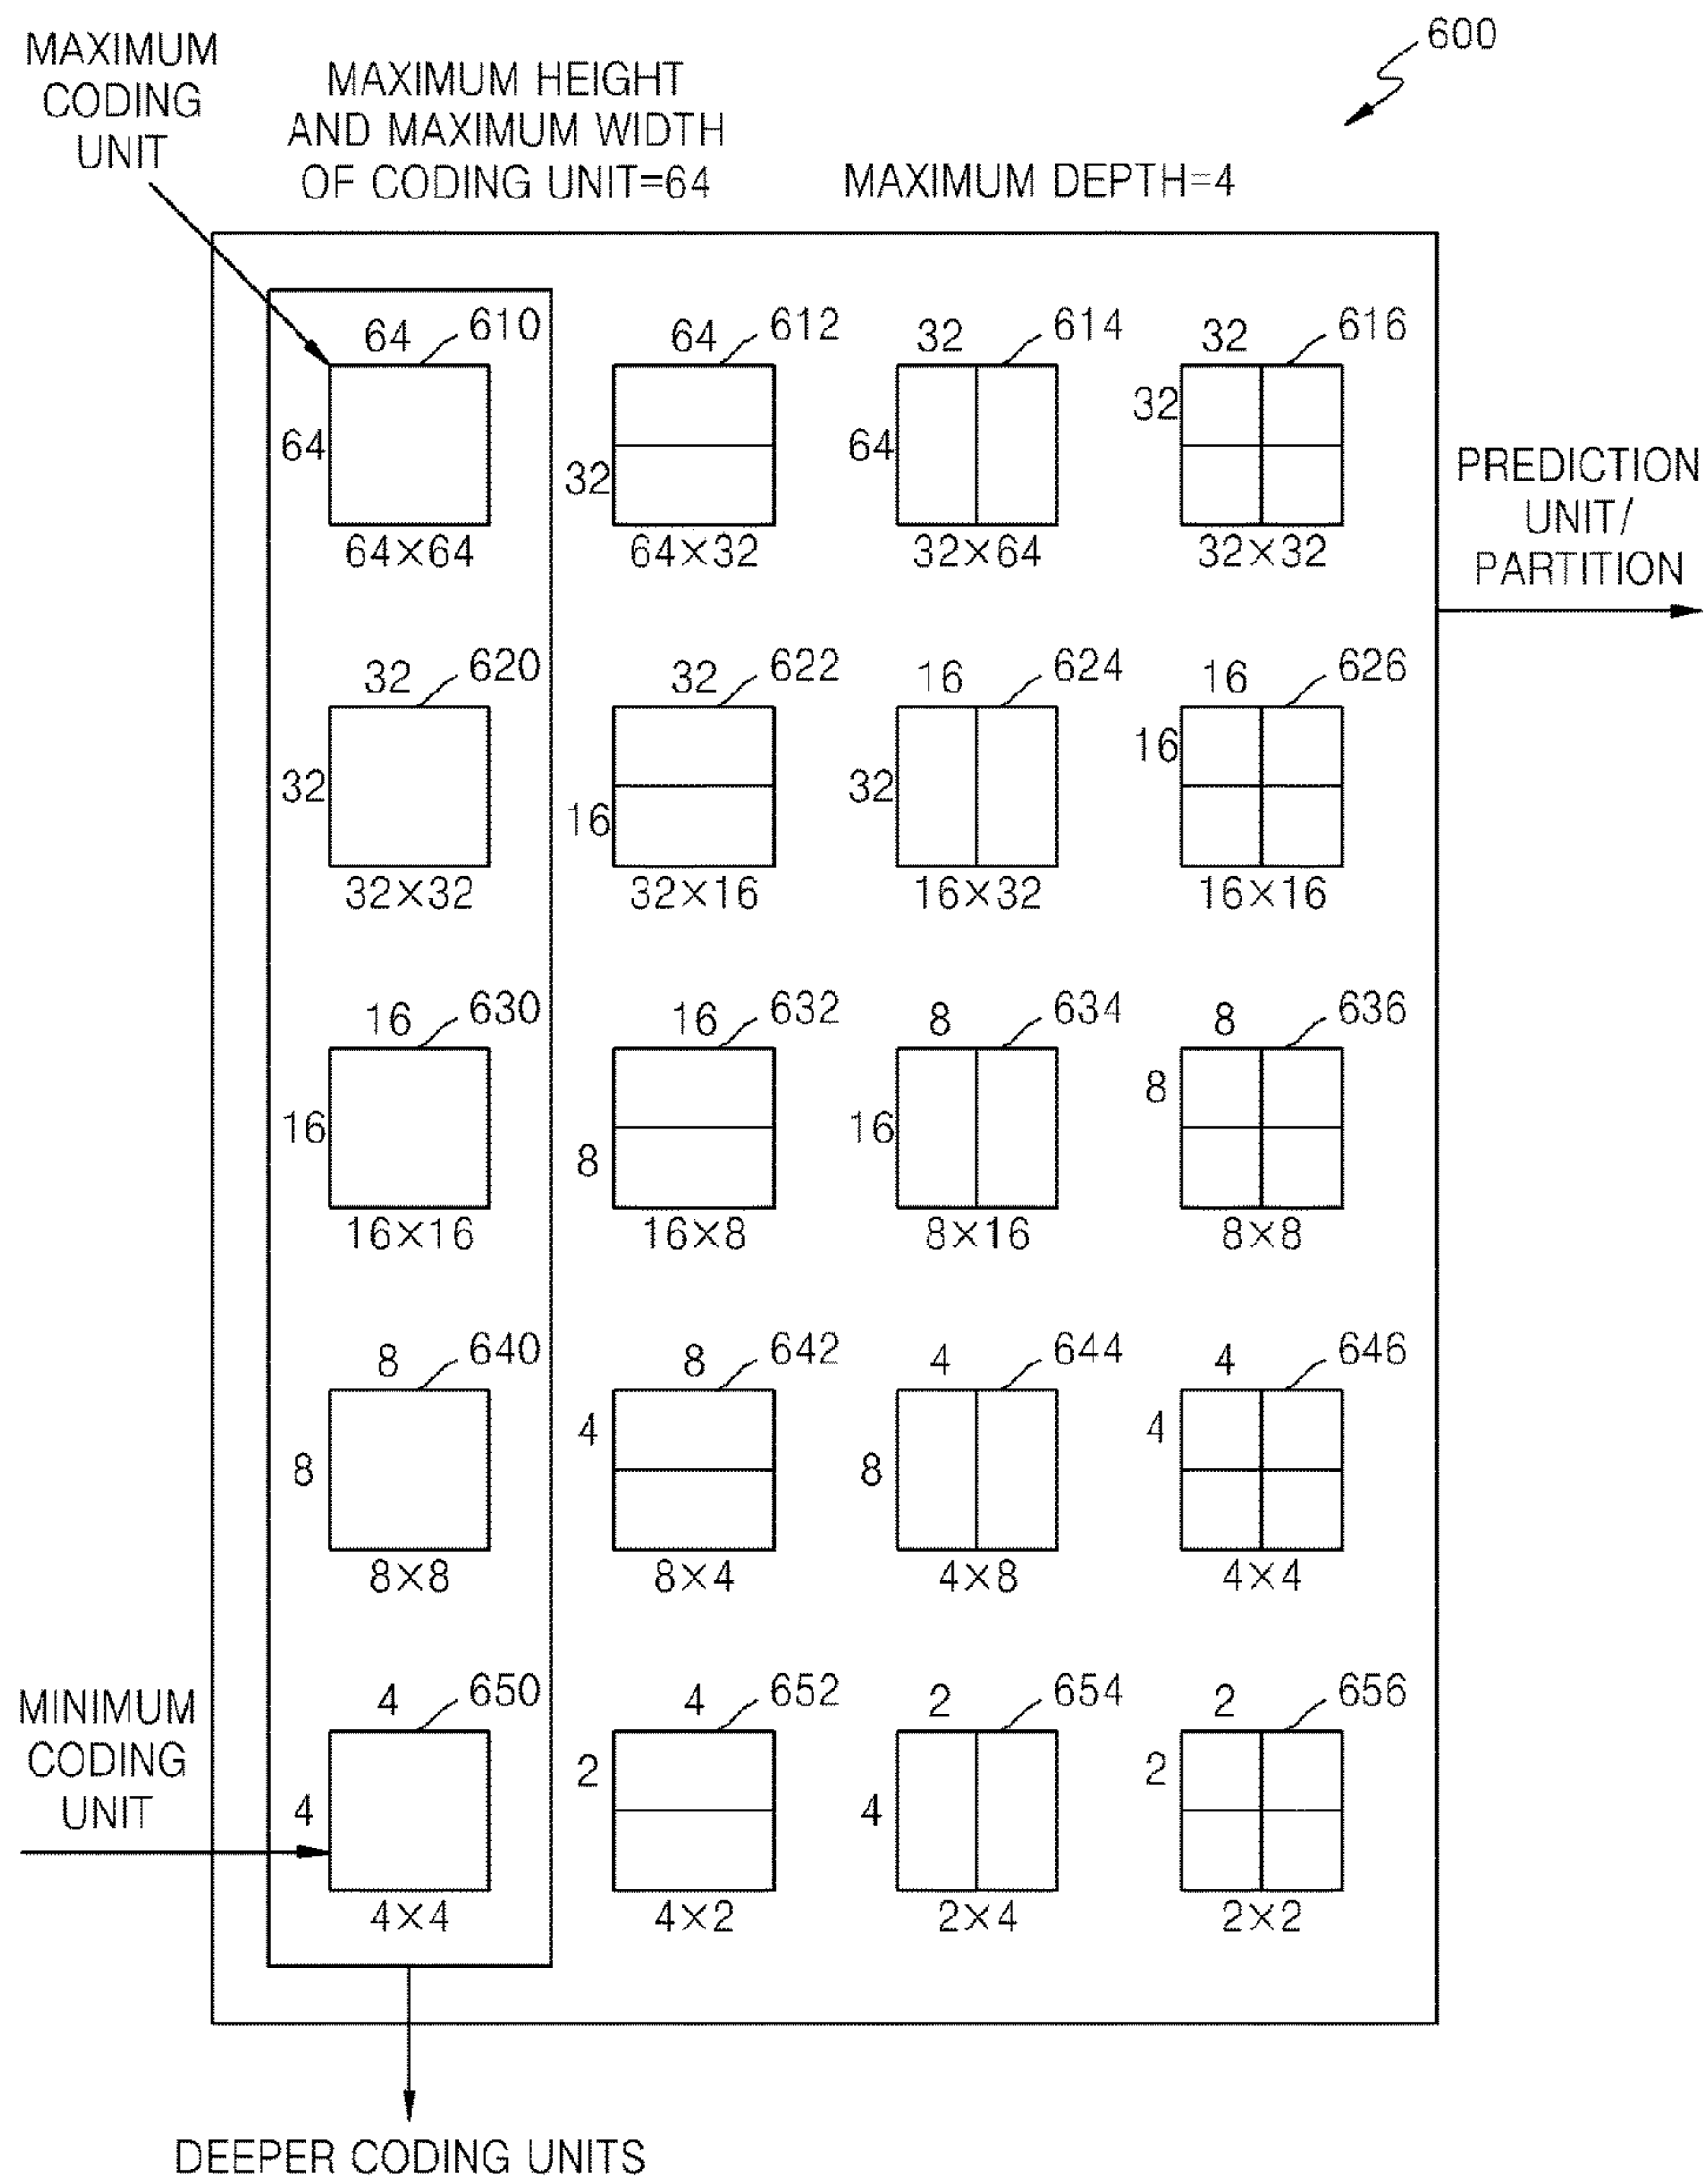 600
MAXIMUM
CODING
UNIT
MAXIMUM HEIGHT
AND MAXIMUM WIDTH
OF CODING UNIT=64
MAXIMUM DEPTH=4
64 610 64 612 32 614 32 616
64 32 64 32
64×64 64×32 32×64 32×32
PREDICTION
UNIT/
PARTITION
32 620 32 622 16 624 16 626
32 16 32 16
32×32 32×16 16×32 16×16
16 630 16 632 8 634 8 636
16 8 16 8
16×16 16×8 8×16 8×8
8 640 8 642 4 644 4 646
8 4 8 4
8×8 8×4 4×8 4×4
MINIMUM
CODING
UNIT
4 650 4 652 2 654 2 656
4 2 4 2
4×4 4×2 2×4 2×2
DEEPER CODING UNITS